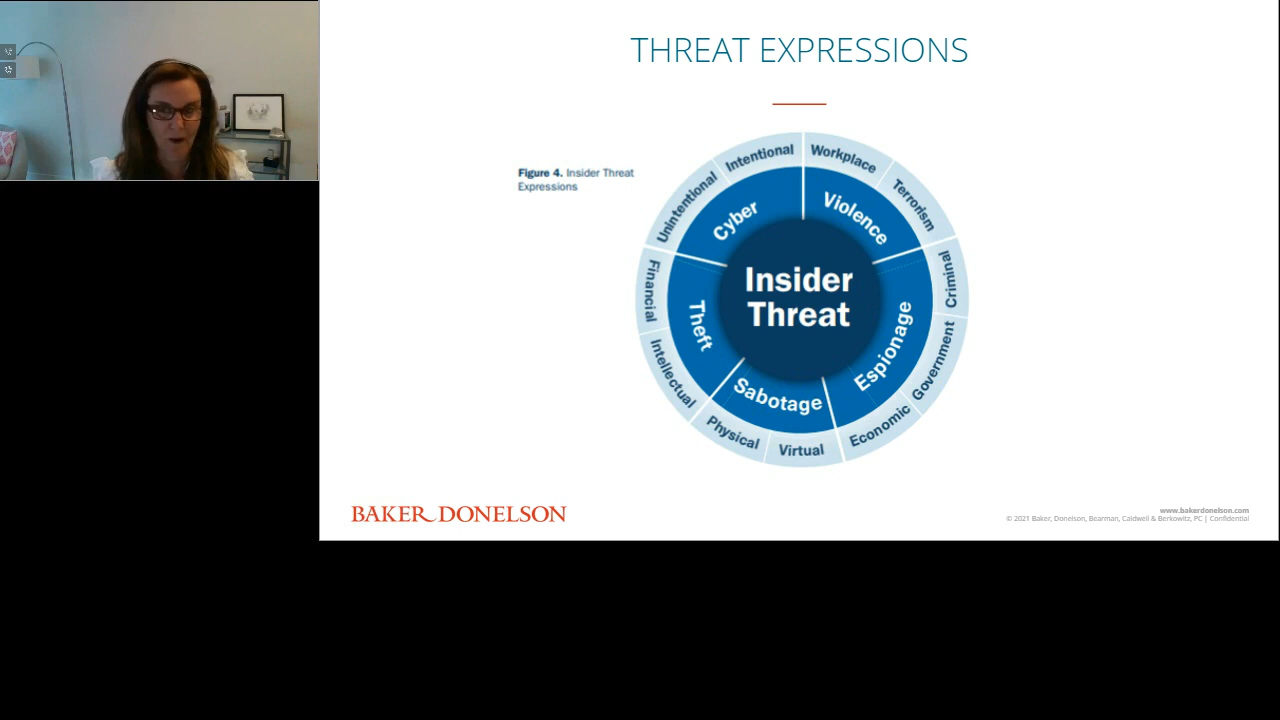 THREAT EXPRESSIONS
Figure 4. Insider Threat
Expressions
Insider
Threat
Cyber
Violence
Espionage
Sabotage
Theft
Unintentional
Intentional
Workplace
Terrorism
Criminal
Government
Economic
Virtual
Physical
Intellectual
Financial
BAKER DONELSON
www.bakerdonelson.com
© 2021 Baker, Donelson, Bearman, Caldwell & Berkowitz, PC | Confidential